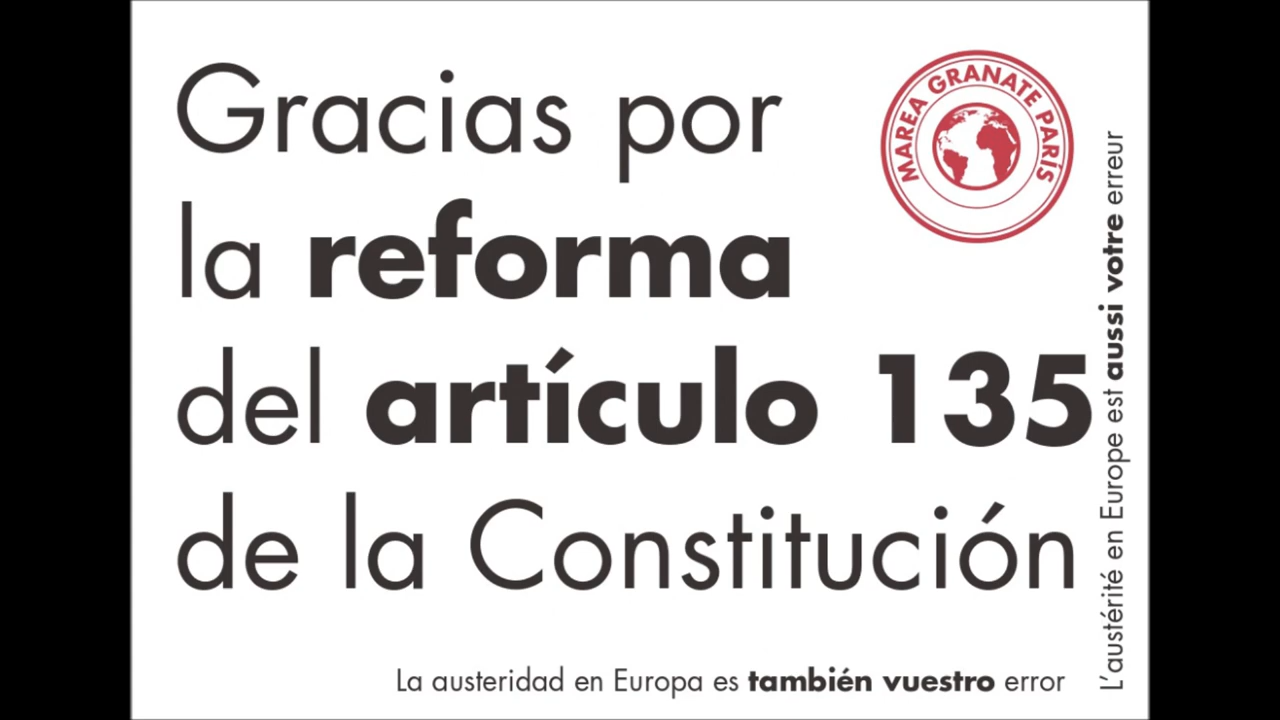 Gracias por
la reforma
del artículo 135
de la Constitución
MAREA GRANATE PARÍS
L'austérité en Europe est aussi votre erreur
La austeridad en Europa es también vuestro error